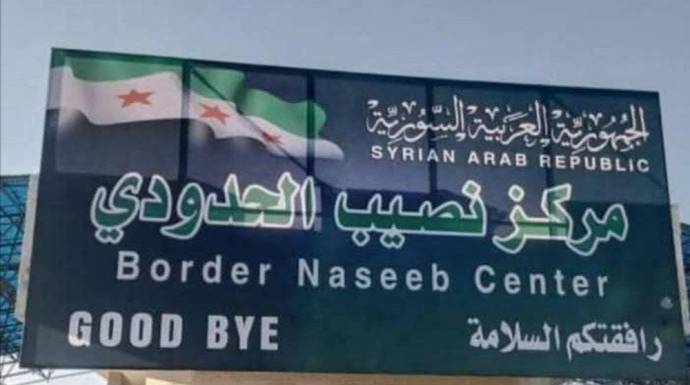 الجمهورية العربية السورية
SYRIAN ARAB REPUBLIC
مركز نصيب الحدودي
Border Naseeb Center
GOOD BYE
رافقتكم السلامة